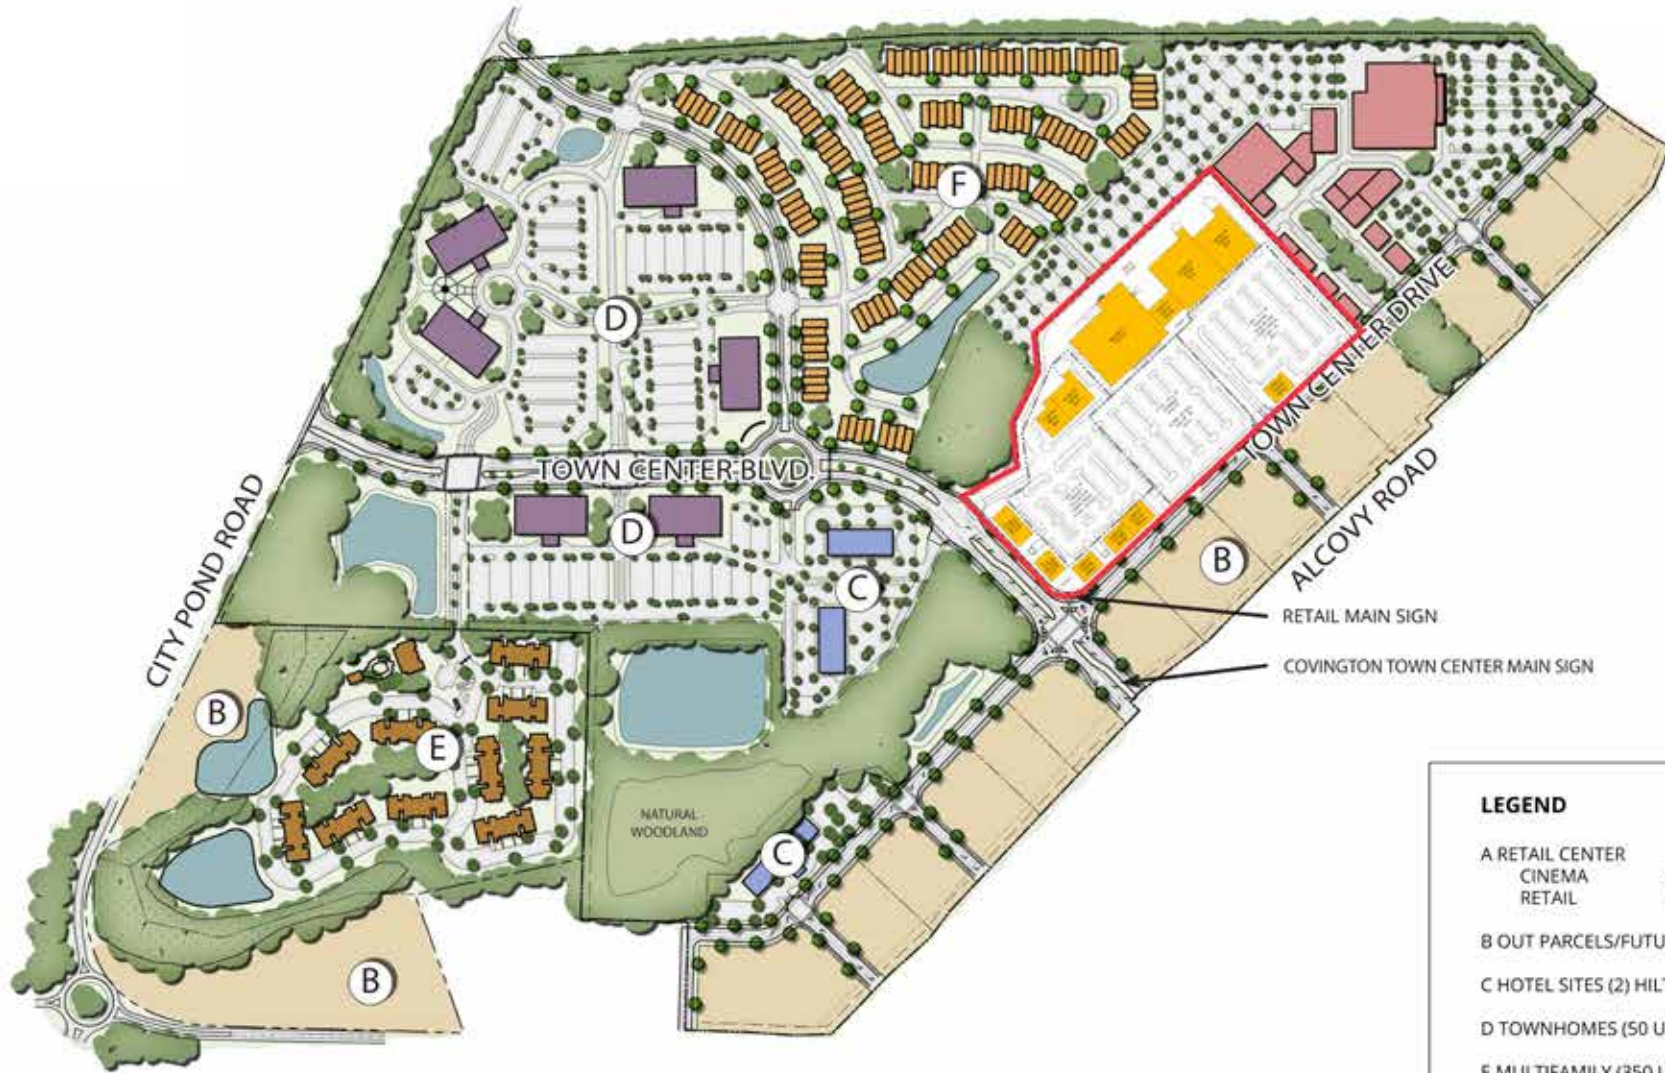 F
D
TOWN CENTER BLVD.
TOWN CENTER DRIVE
D
B
ALCOVY ROAD
C
CITY POND ROAD
RETAIL MAIN SIGN
COVINGTON TOWN CENTER MAIN SIGN
B
E
NATURAL
WOODLAND
C
B
LEGEND
A RETAIL CENTER
CINEMA
RETAIL
B OUT PARCELS/FUTU
C HOTEL SITES (2) HIL
D TOWNHOMES (50 U